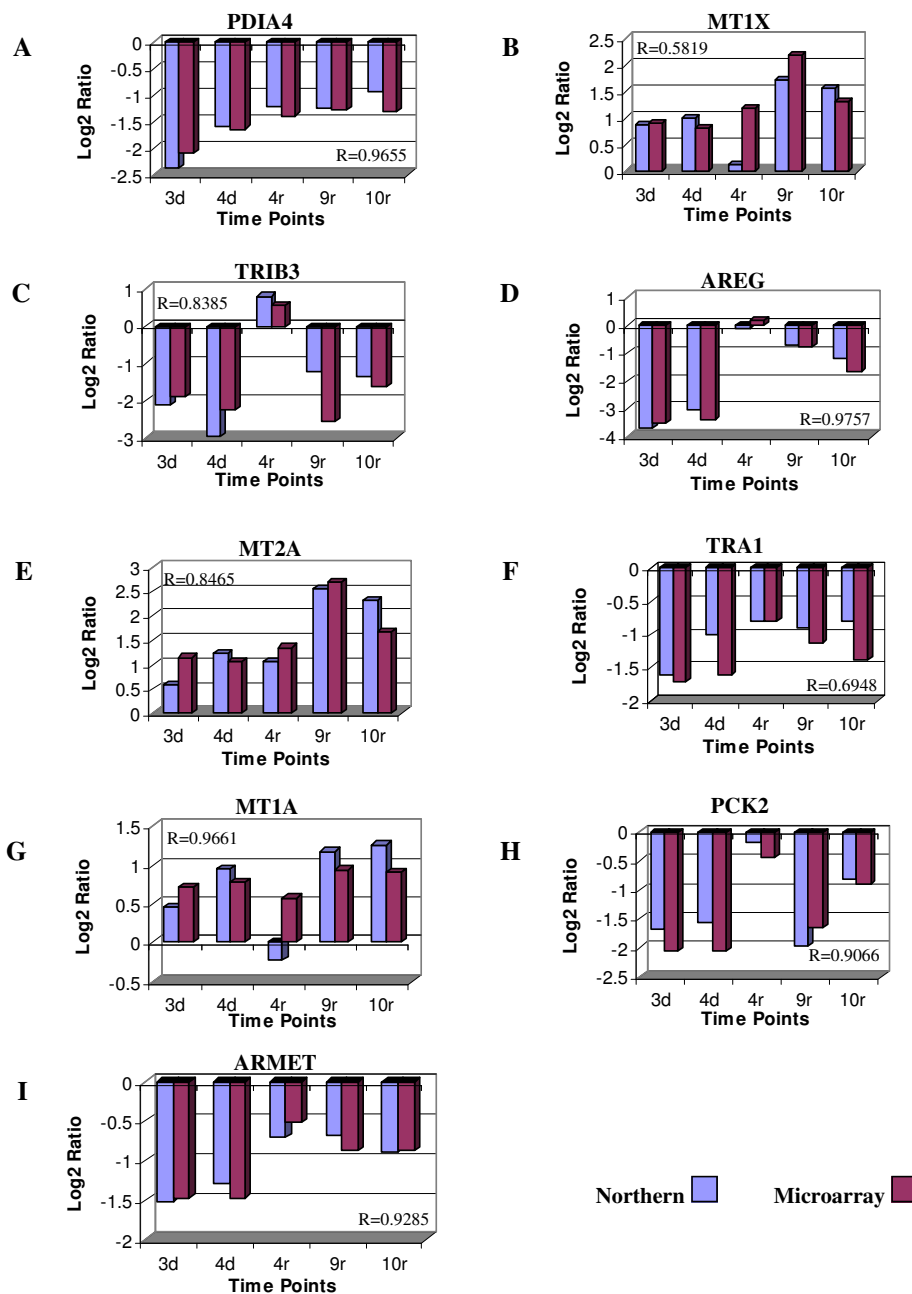 A
PDIA4
Log2 Ratio
0
-0.5
-1
-1.5
-2
-2.5
R=0.9655
3d 4d 4r 9r 10r
Time Points
B
MT1X
Log2 Ratio
2.5
2
1.5
1
0.5
0
R=0.5819
3d 4d 4r 9r 10r
Time Points
C
TRIB3
Log2 Ratio
1
0
-1
-2
-3
R=0.8385
3d 4d 4r 9r 10r
Time Points
D
AREG
Log2 Ratio
1
0
-1
-2
-3
-4
R=0.9757
3d 4d 4r 9r 10r
Time Points
E
MT2A
Log2 Ratio
3
2.5
2
1.5
1
0.5
0
R=0.8465
3d 4d 4r 9r 10r
Time Points
F
TRA1
Log2 Ratio
0
-0.5
-1
-1.5
-2
R=0.6948
3d 4d 4r 9r 10r
Time Points
G
MT1A
Log2 Ratio
1.5
1
0.5
0
-0.5
R=0.9661
3d 4d 4r 9r 10r
Time Points
H
PCK2
Log2 Ratio
0
-0.5
-1
-1.5
-2
-2.5
R=0.9066
3d 4d 4r 9r 10r
Time Points
I
ARMET
Log2 Ratio
0
-0.5
-1
-1.5
-2
R=0.9285
3d 4d 4r 9r 10r
Time Points
Northern Microarray